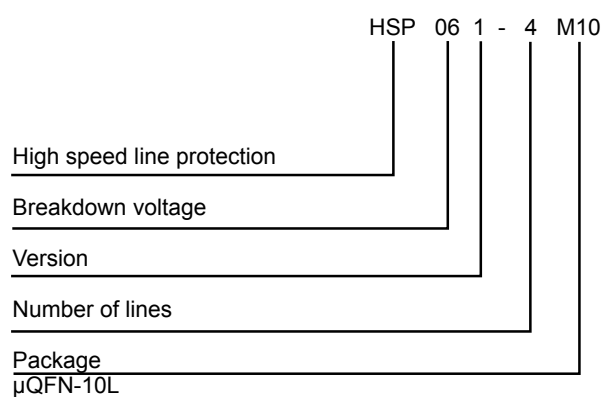 HSP 06 1 - 4 M10
High speed line protection
Breakdown voltage
Version
Number of lines
Package
µQFN-10L